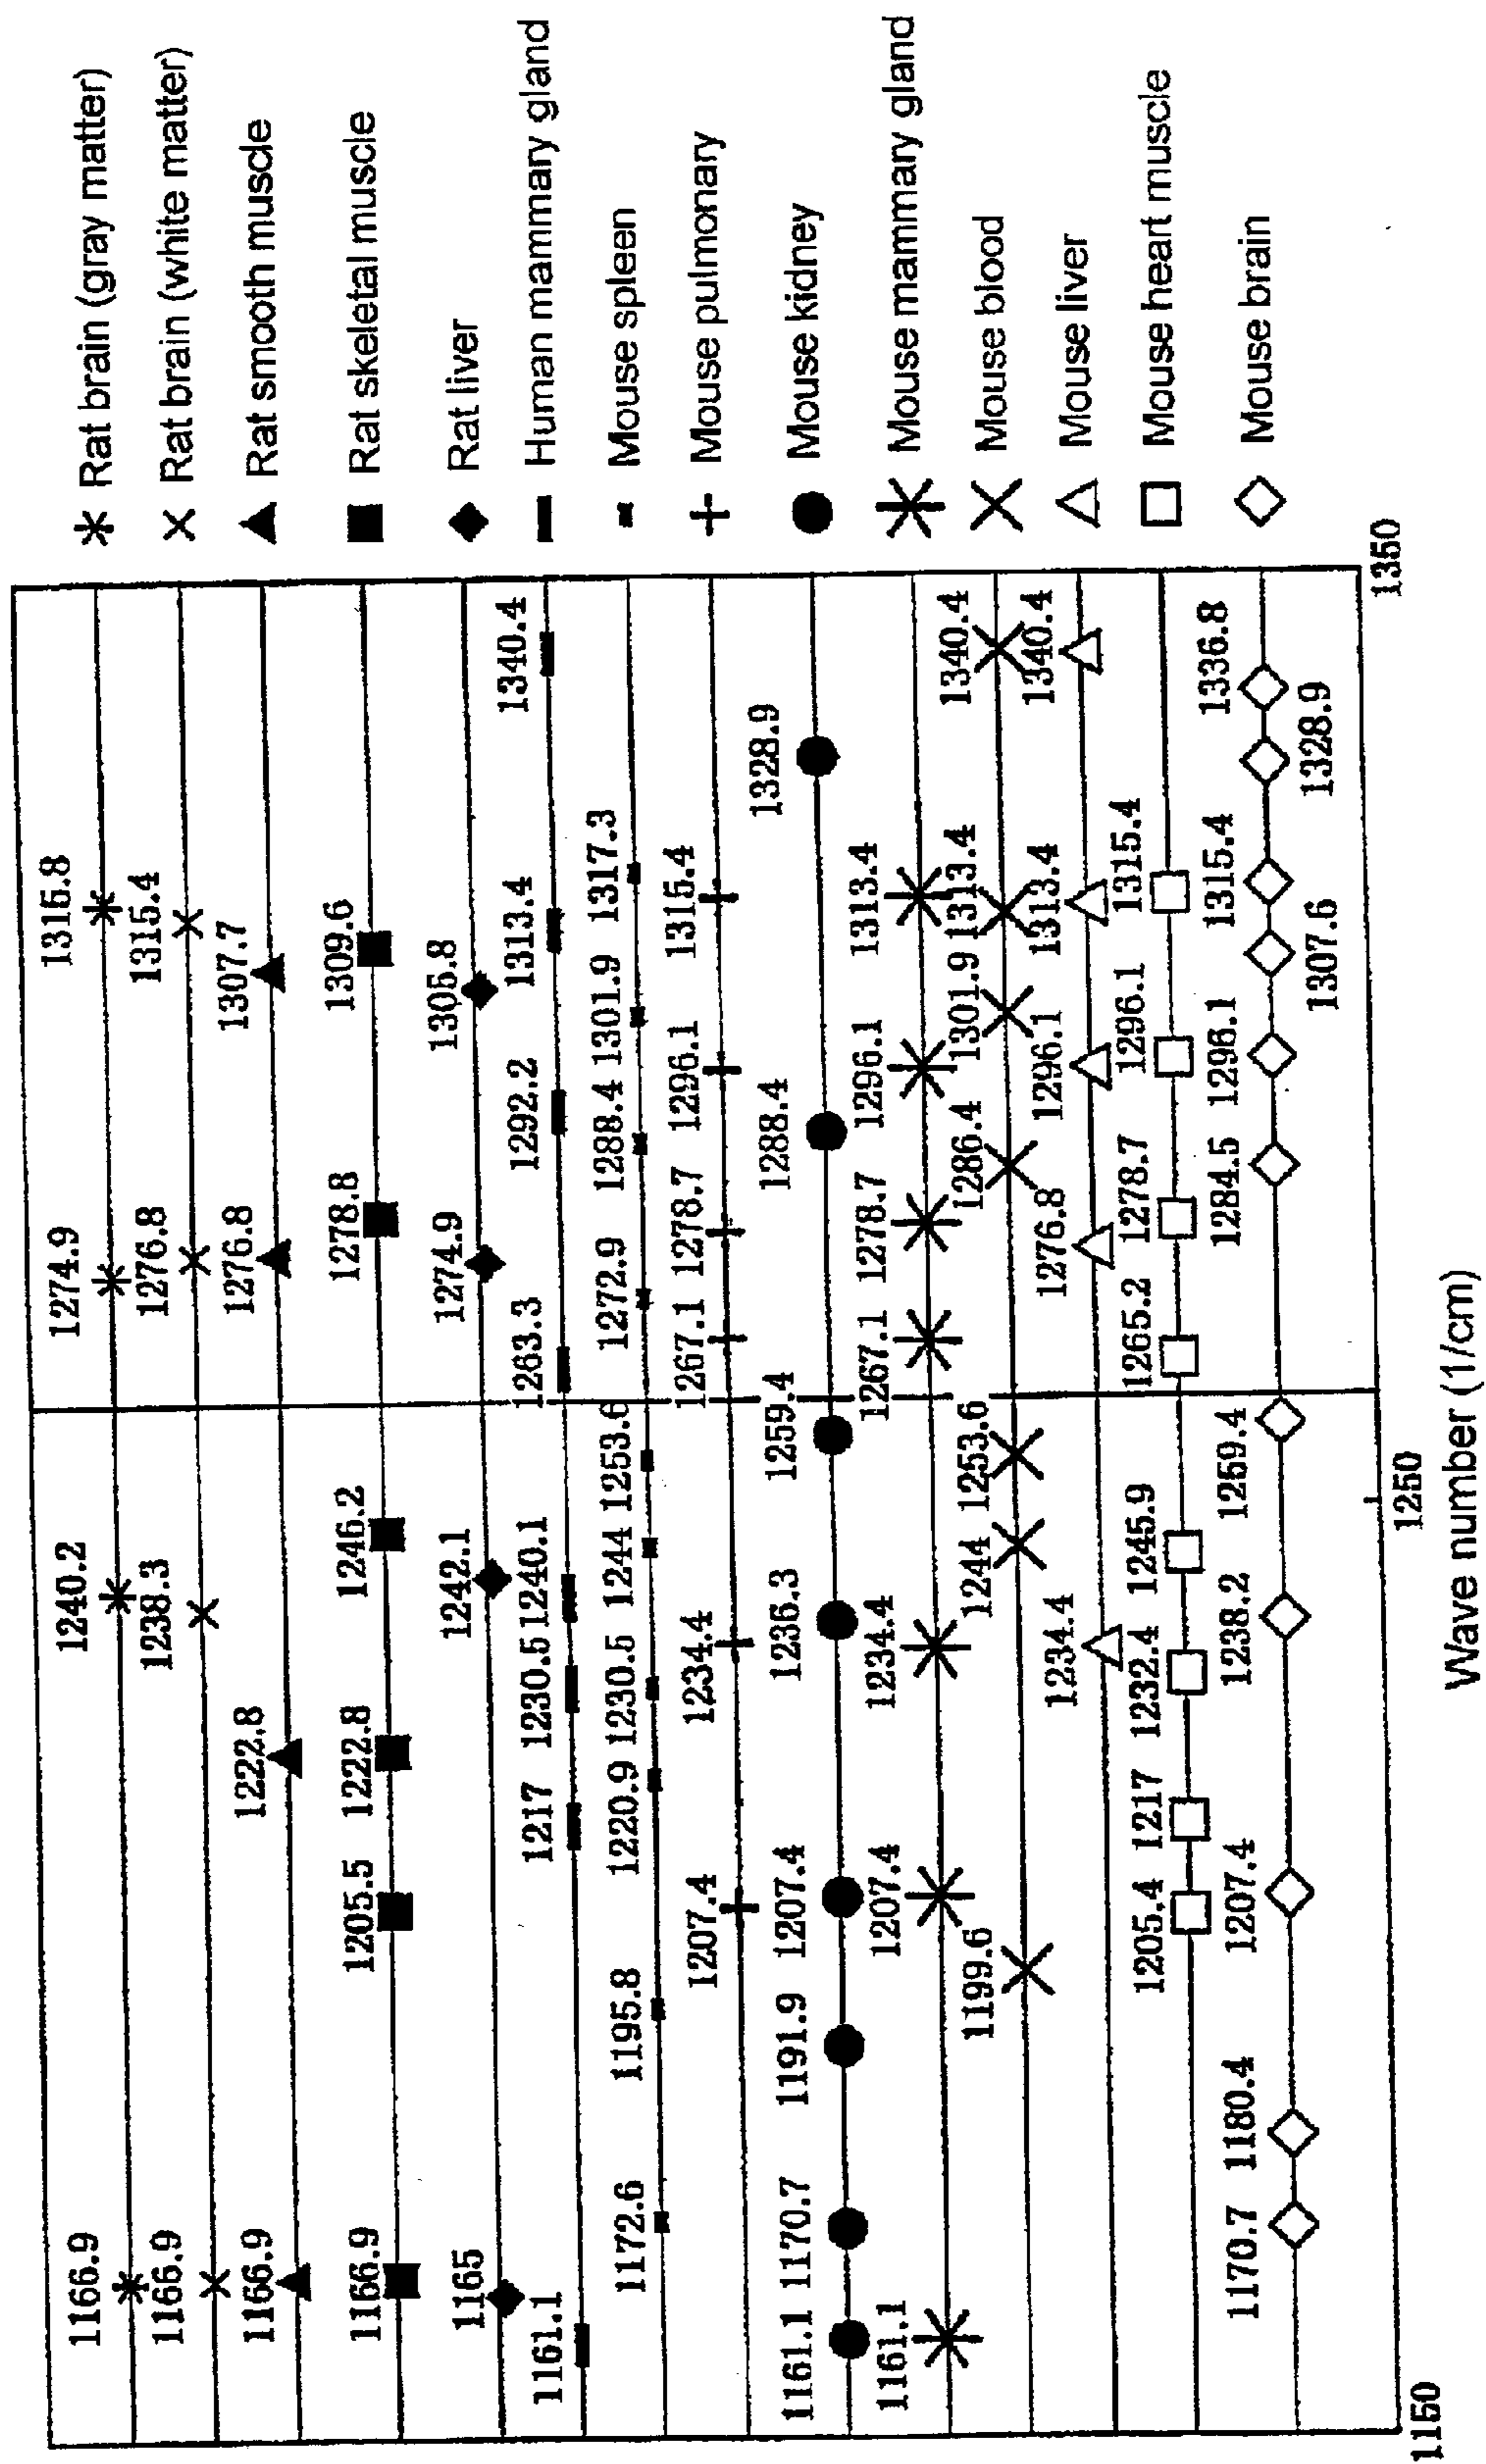 1166.9 1240.2 1274.9 1315.8 Rat brain (gray matter)
1166.9 1238.3 1276.8 1315.4 Rat brain (white matter)
1166.9 1222.8 1276.8 1307.7 Rat smooth muscle
1166.9 1205.5 1222.8 1246.2 1278.8 1309.6 Rat skeletal muscle
1165 1242.1 1274.9 1305.8 Rat liver
1161.1 1217 1230.5 1240.1 1263.3 1292.2 1313.4 1340.4 Human mammary gland
1172.6 1195.8 1220.9 1230.5 1244 1253.6 1272.9 1288.4 1301.9 1317.3 Mouse spleen
1207.4 1234.4 1267.1 1278.7 1296.1 1315.4 Mouse pulmonary
1161.1 1170.7 1191.9 1207.4 1236.3 1259.4 1288.4 1328.9 Mouse kidney
1161.1 1207.4 1234.4 1267.1 1278.7 1296.1 1313.4 Mouse mammary gland
1199.6 1244 1253.6 1286.4 1301.9 1313.4 1340.4 Mouse blood
1234.4 1276.8 1296.1 1313.4 1340.4 Mouse liver
1205.4 1217 1232.4 1245.9 1265.2 1278.7 1296.1 1315.4 Mouse heart muscle
1170.7 1180.4 1207.4 1238.2 1259.4 1284.5 1296.1 1315.4 1336.8 Mouse brain
1307.6 1328.9
1150 1250 1350
Wave number (1/cm)